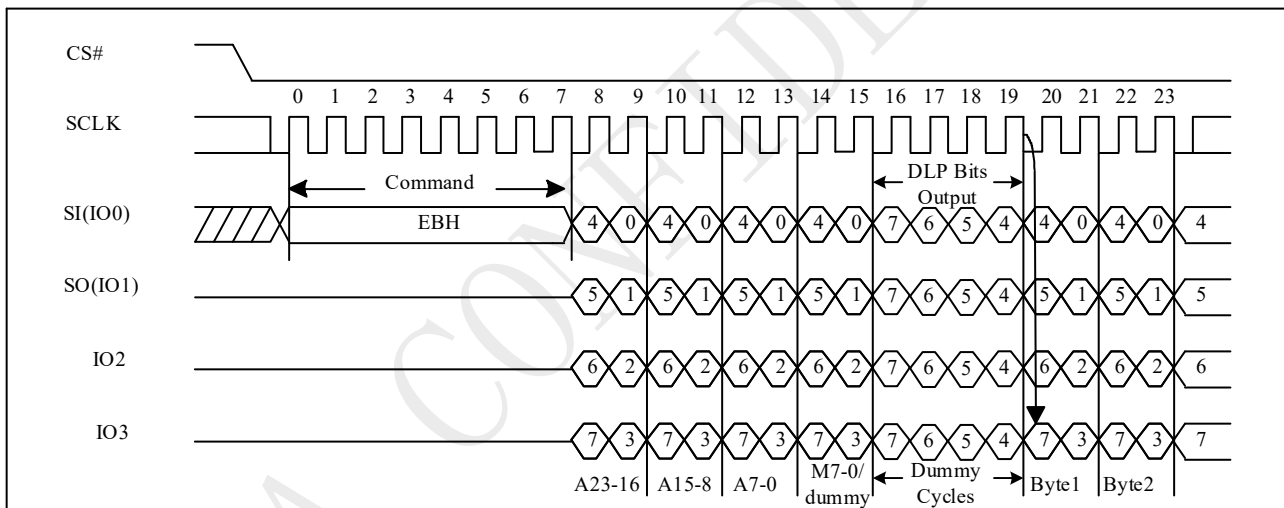 CS#
0 1 2 3 4 5 6 7 8 9 10 11 12 13 14 15 16 17 18 19 20 21 22 23
SCLK
Command
DLP Bits
Output
SI(IO0) EBH 4 0 4 0 4 0 4 0 7 6 5 4 4 0 4 0 4
SO(IO1) 5 1 5 1 5 1 5 1 7 6 5 4 5 1 5 1 5
IO2 6 2 6 2 6 2 6 2 7 6 5 4 6 2 6 2 6
IO3 7 3 7 3 7 3 7 3 7 6 5 4 7 3 7 3 7
A23-16 A15-8 A7-0 M7-0/
dummy
Dummy
Cycles
Byte1 Byte2